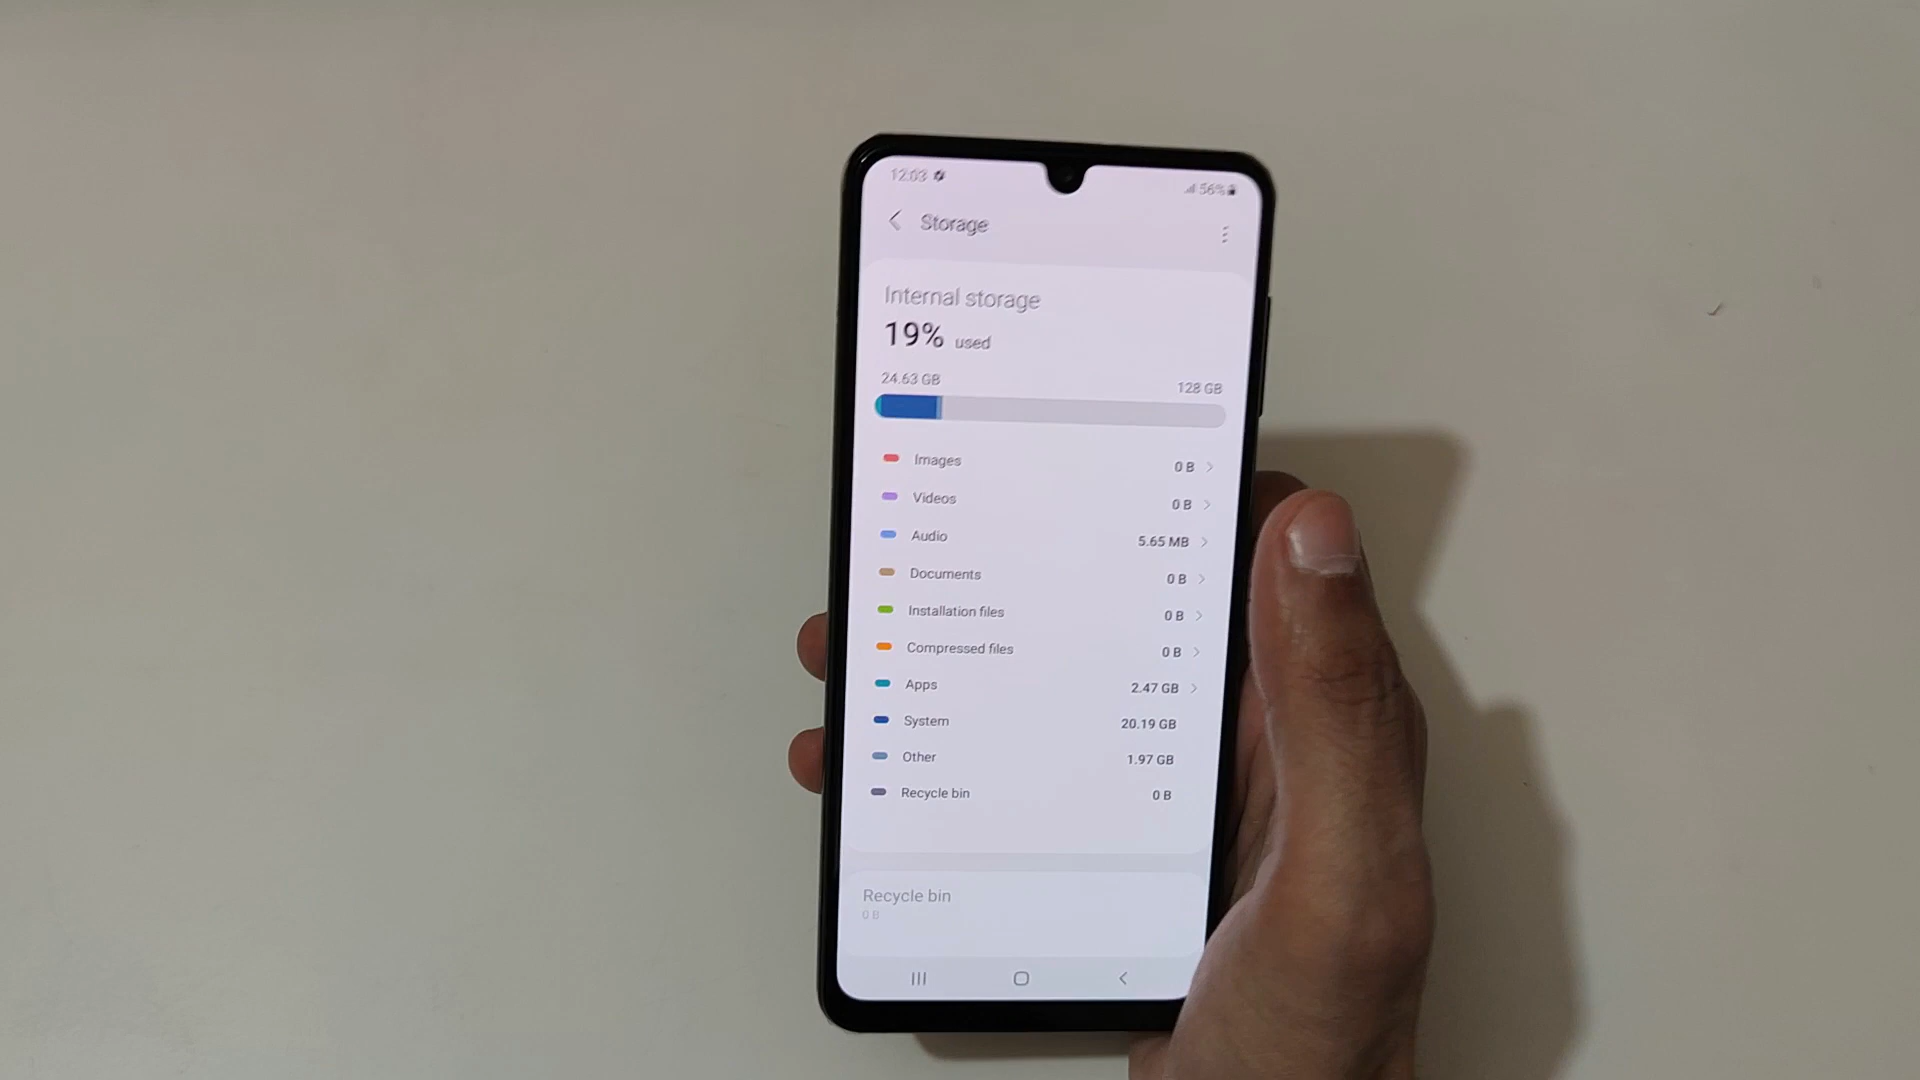 12:03 56%
Storage
Internal storage
19% used
24.63 GB 128 GB
Images 0 B
Videos 0 B
Audio 5.65 MB
Documents 0 B
Installation files 0 B
Compressed files 0 B
Apps 2.47 GB
System 20.19 GB
Other 1.97 GB
Recycle bin 0 B
Recycle bin
0 B